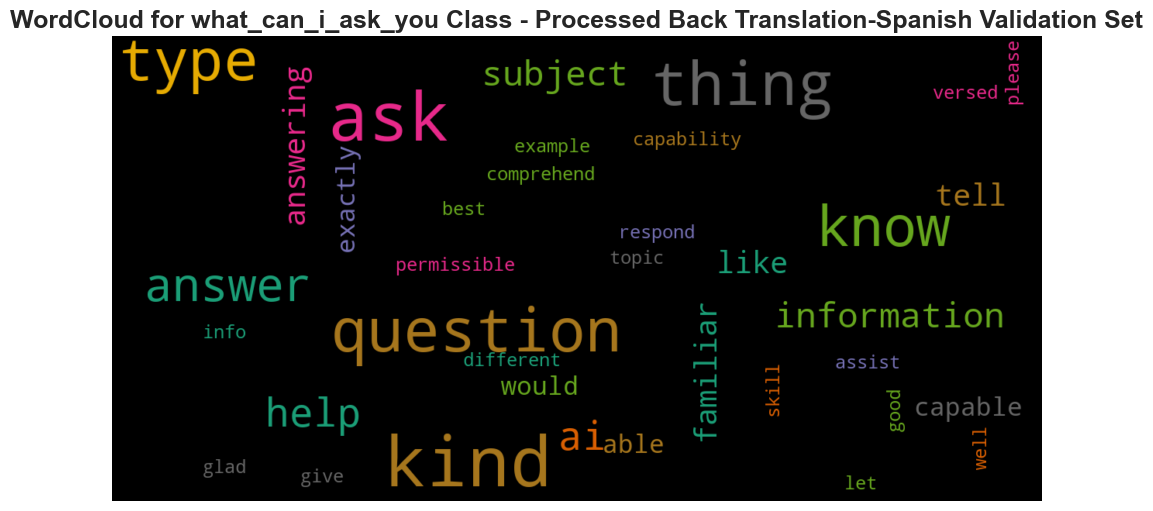 WordCloud for what_can_i_ask_you Class - Processed Back Translation-Spanish Validation Set
type
subject
thing
please
answering
ask
versed
example
capability
comprehend
exactly
tell
best
know
respond
topic
permissible
like
answer
question
information
info
familiar
different
assist
would
skill
good
help
capable
kind
ai
able
well
glad
give
let